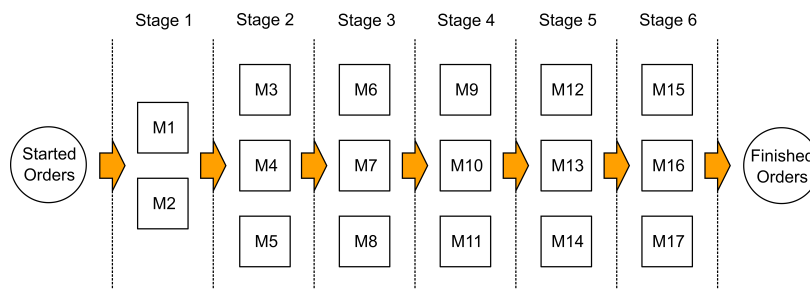 Stage 1
Stage 2
Stage 3
Stage 4
Stage 5
Stage 6
Started
Orders
M1
M2
M3
M4
M5
M6
M7
M8
M9
M10
M11
M12
M13
M14
M15
M16
M17
Finished
Orders